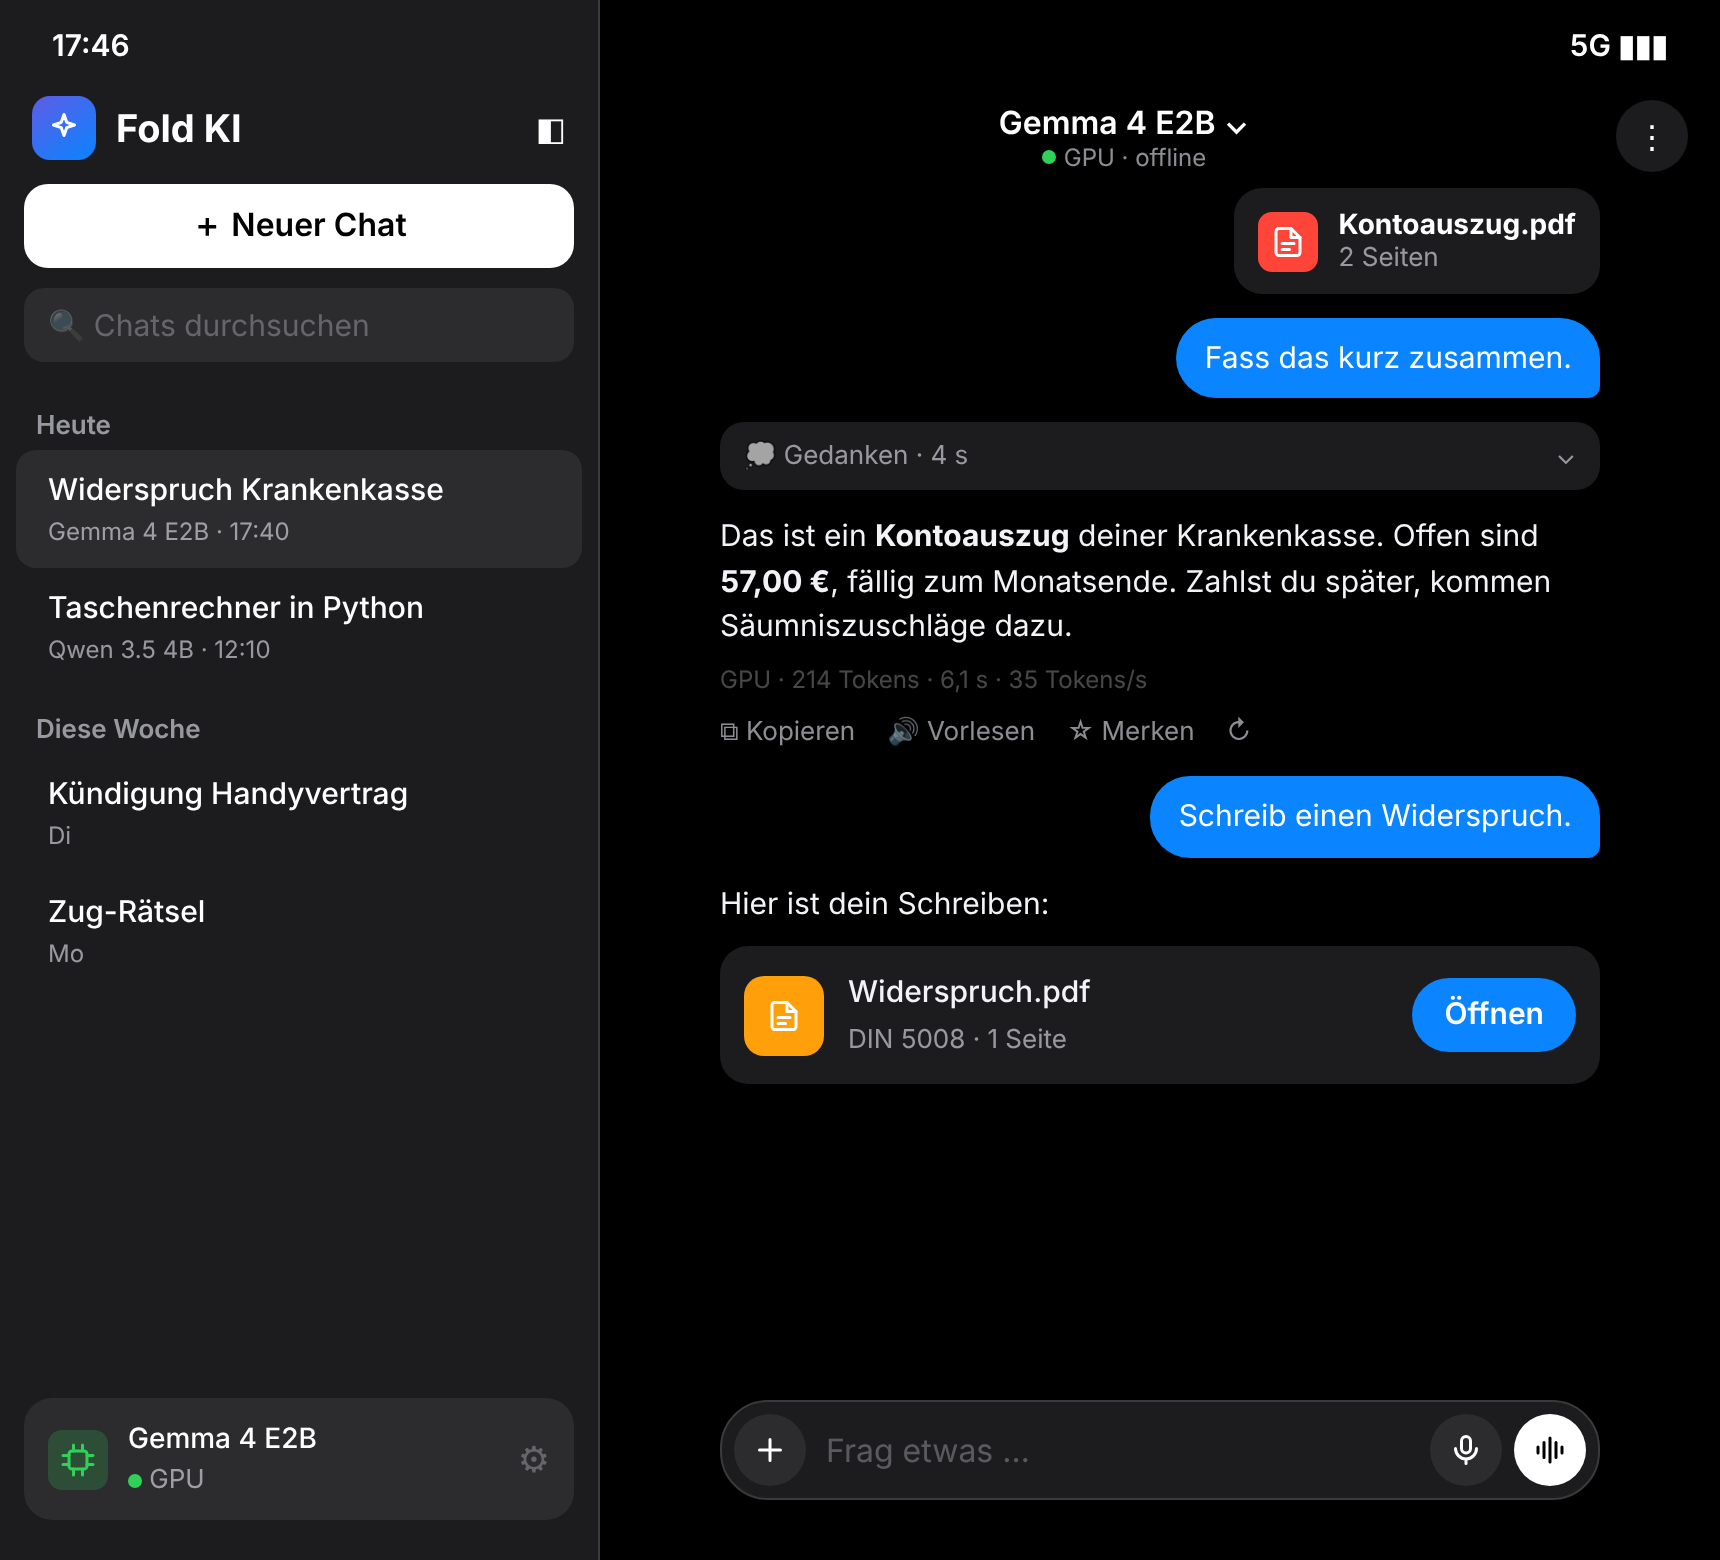 17:46
5G
Fold KI
+ Neuer Chat
🔍 Chats durchsuchen
Heute
Widerspruch Krankenkasse
Gemma 4 E2B · 17:40
Taschenrechner in Python
Qwen 3.5 4B · 12:10
Diese Woche
Kündigung Handyvertrag
Di
Zug-Rätsel
Mo
Gemma 4 E2B
GPU
Gemma 4 E2B
GPU · offline
Kontoauszug.pdf
2 Seiten
Fass das kurz zusammen.
💭 Gedanken · 4 s
Das ist ein Kontoauszug deiner Krankenkasse. Offen sind
57,00 €, fällig zum Monatsende. Zahlst du später, kommen
Säumniszuschläge dazu.
GPU · 214 Tokens · 6,1 s · 35 Tokens/s
⧉ Kopieren 🔊 Vorlesen ☆ Merken ↻
Schreib einen Widerspruch.
Hier ist dein Schreiben:
Widerspruch.pdf
DIN 5008 · 1 Seite
Öffnen
Frag etwas ...